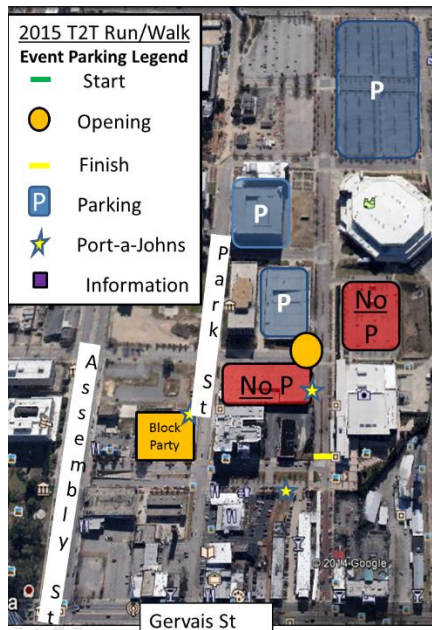 2015 T2T Run/Walk
Event Parking Legend
Start
Opening
Finish
P
Parking
Port-a-Johns
Information
P
P
P
No
P
No P
Park St
Assembly St
Block
Party
© 2014 Google
a
Gervais St